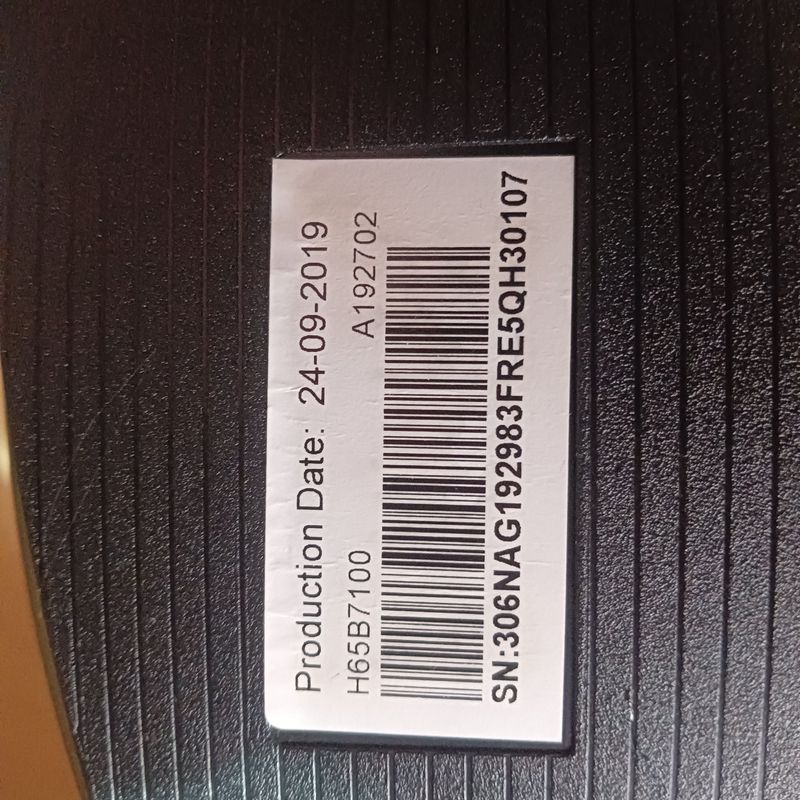 Production Date: 24-09-2019
H65B7100 A192702
SN:306NAG192983FRE5QH30107